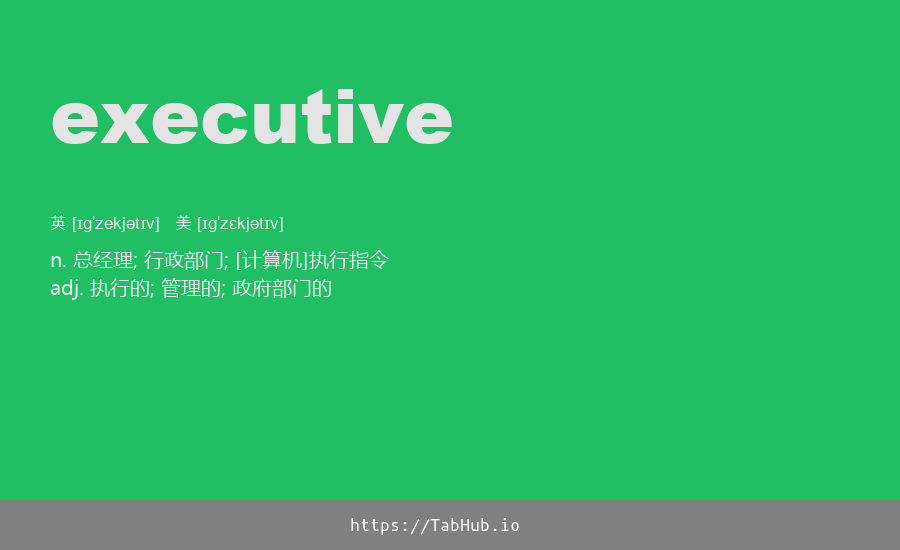 executive
英 [ɪɡˈzekjətɪv] 美 [ɪɡˈzɛkjətɪv]
n. 总经理; 行政部门; [计算机]执行指令
adj. 执行的; 管理的; 政府部门的
https://TabHub.io